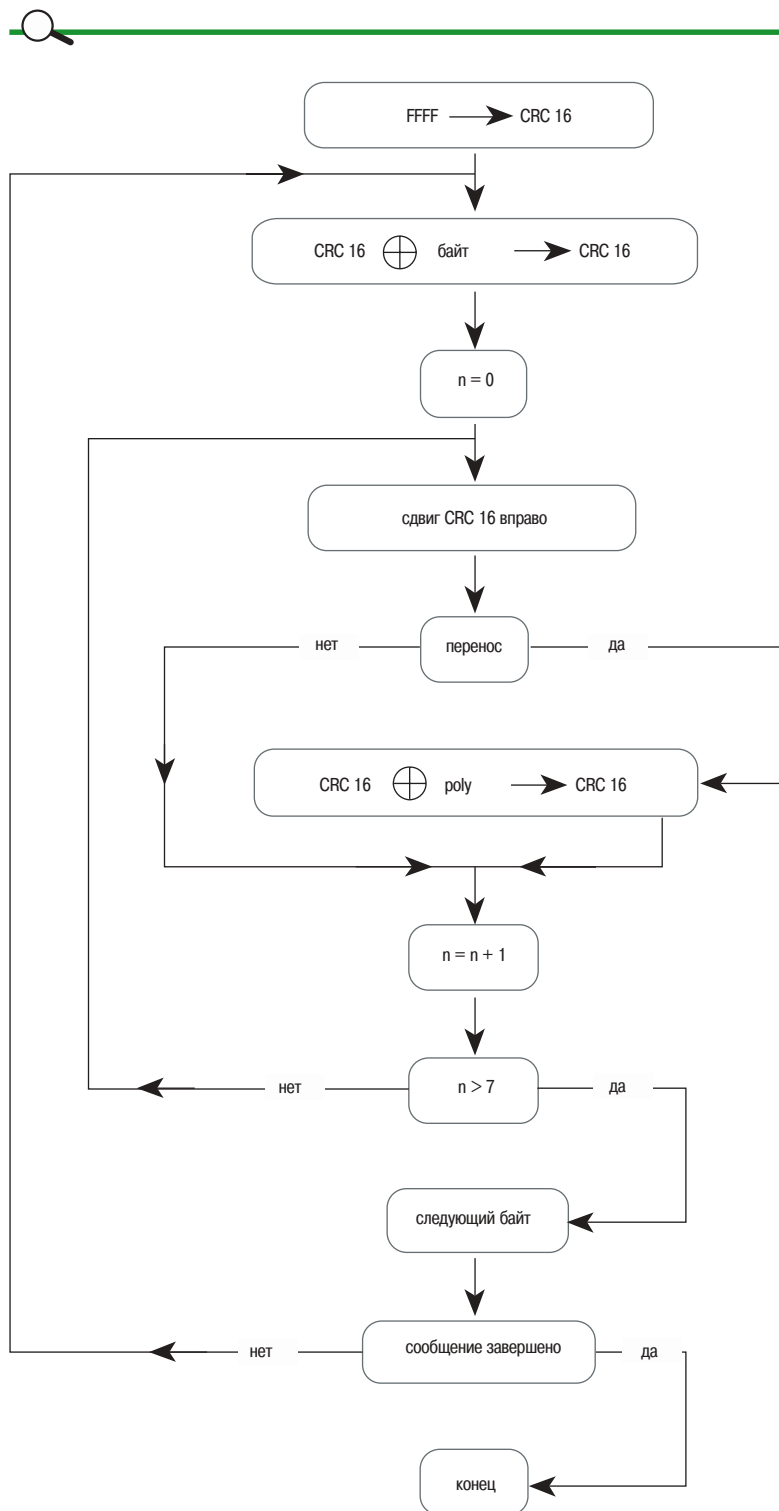 FFFF CRC 16
CRC 16 байт CRC 16
n = 0
сдвиг CRC 16 вправо
нет перенос да
CRC 16 poly CRC 16
n = n + 1
нет n > 7 да
следующий байт
нет сообщение завершено да
конец